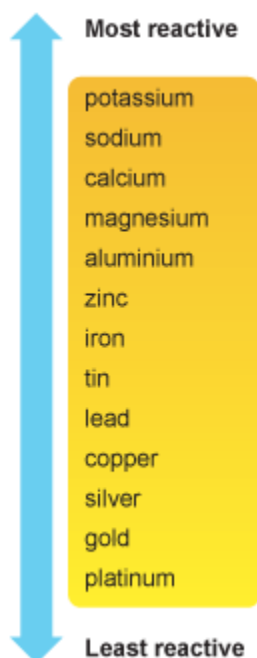 Most reactive
potassium
sodium
calcium
magnesium
aluminium
zinc
iron
tin
lead
copper
silver
gold
platinum
Least reactive